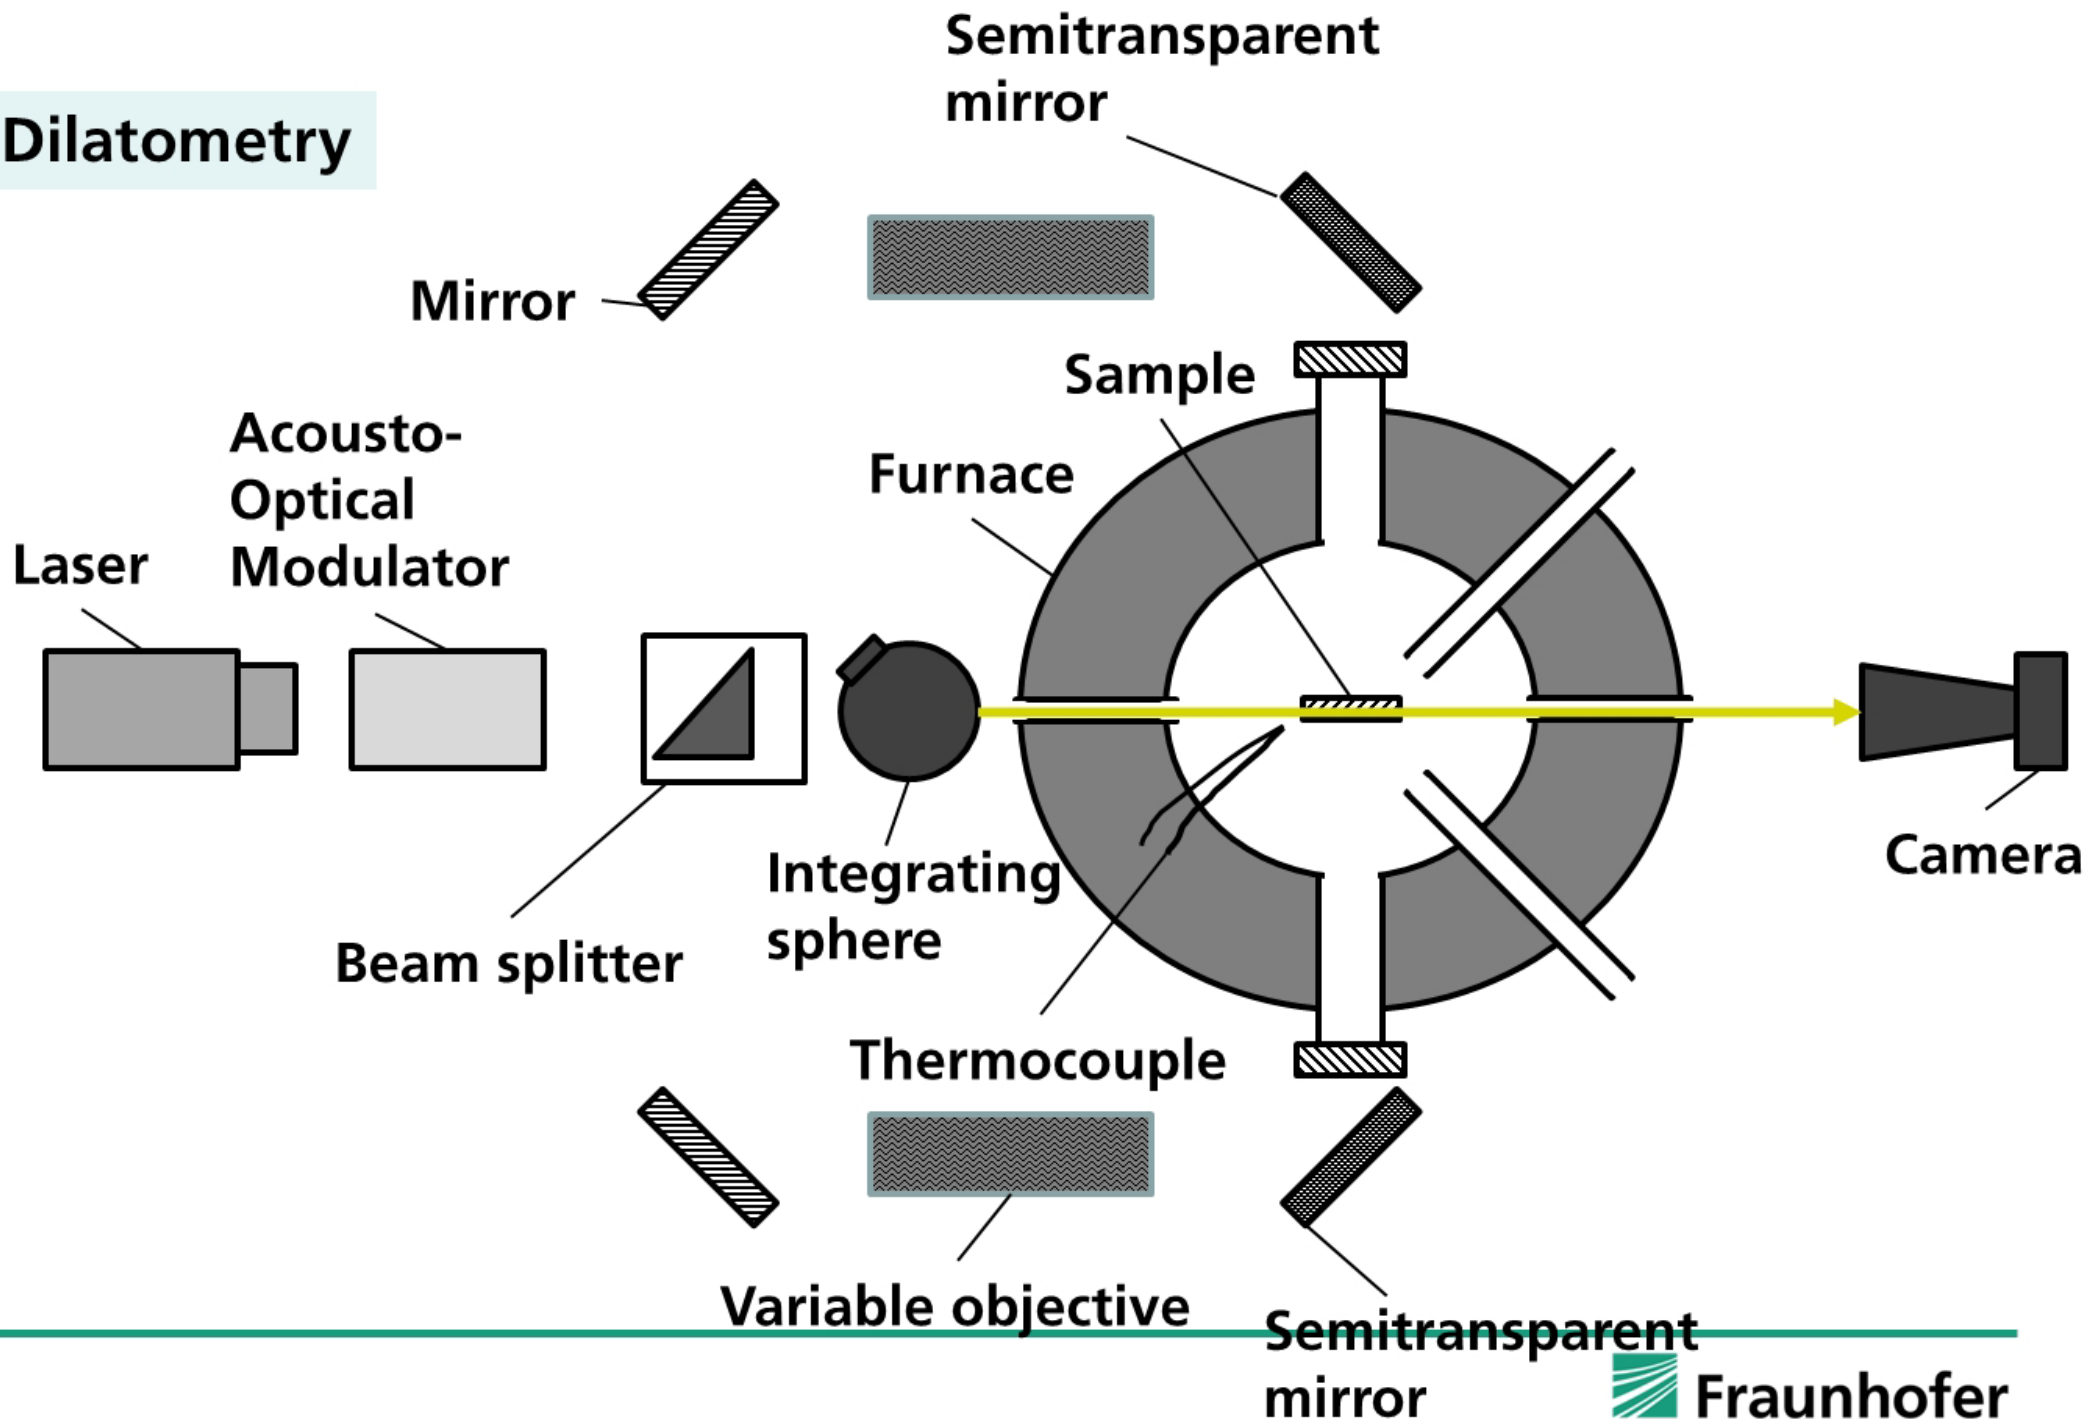 Semitransparent
mirror
Dilatometry
Mirror
Sample
Acousto-
Optical
Modulator
Furnace
Laser
Integrating
sphere
Camera
Beam splitter
Thermocouple
Variable objective
Semitransparent
mirror
Fraunhofer